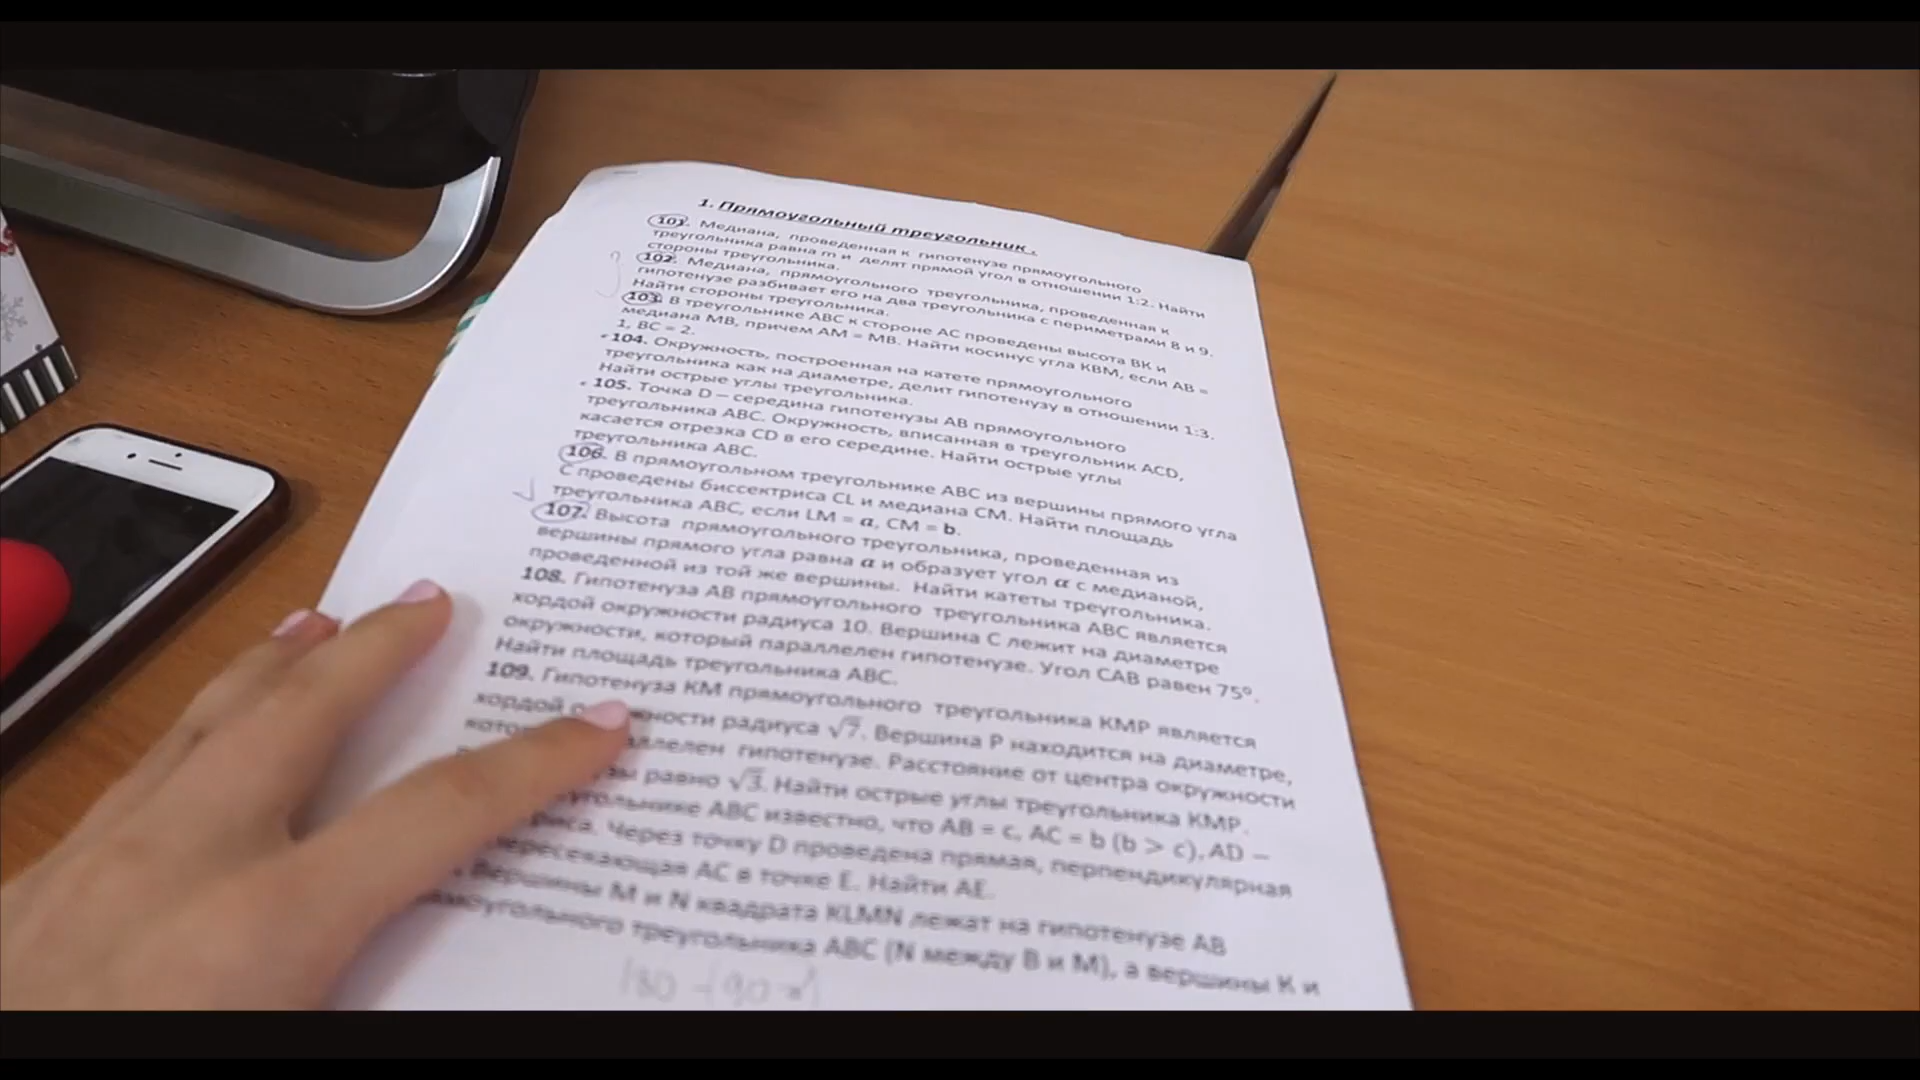 1. Прямоугольный треугольник.
101. Медиана, проведенная к гипотенузе прямоугольного
треугольника равна m и делят прямой угол в отношении 1:2. Найти
стороны треугольника.
102. Медиана, прямоугольного треугольника, проведенная к
гипотенузе разбивает его на два треугольника с периметрами 8 и 9.
Найти стороны треугольника.
103. В треугольнике ABC к стороне AC проведены высота BK и
медиана MB, причем AM = MB. Найти косинус угла KBM, если AB =
1, BC = 2.
104. Окружность, построенная на катете прямоугольного
треугольника как на диаметре, делит гипотенузу в отношении 1:3.
Найти острые углы треугольника.
105. Точка D – середина гипотенузы AB прямоугольного
треугольника ABC. Окружность, вписанная в треугольник ACD,
касается отрезка CD в его середине. Найти острые углы
треугольника ABC.
106. В прямоугольном треугольнике ABC из вершины прямого угла
C проведены биссектриса CL и медиана CM. Найти площадь
треугольника ABC, если LM = a, CM = b.
107. Высота прямоугольного треугольника, проведенная из
вершины прямого угла равна a и образует угол α с медианой,
проведенной из той же вершины. Найти катеты треугольника.
108. Гипотенуза AB прямоугольного треугольника ABC является
хордой окружности радиуса 10. Вершина C лежит на диаметре
окружности, который параллелен гипотенузе. Угол CAB равен 75º.
Найти площадь треугольника ABC.
109. Гипотенуза KM прямоугольного треугольника KMP является
хордой радиуса √7. Вершина P находится на диаметре,
гипотенузе. Расстояние от центра окружности
равно √3. Найти острые углы треугольника KMP.
ABC известно, что AB = c, AC = b (b > c), AD –
Через точку D проведена прямая, перпендикулярная
пересекающая AC в точке E. Найти AE.
Вершины M и N квадрата KLMN лежат на гипотенузе AB
треугольника ABC (N между B и M), а вершины K и